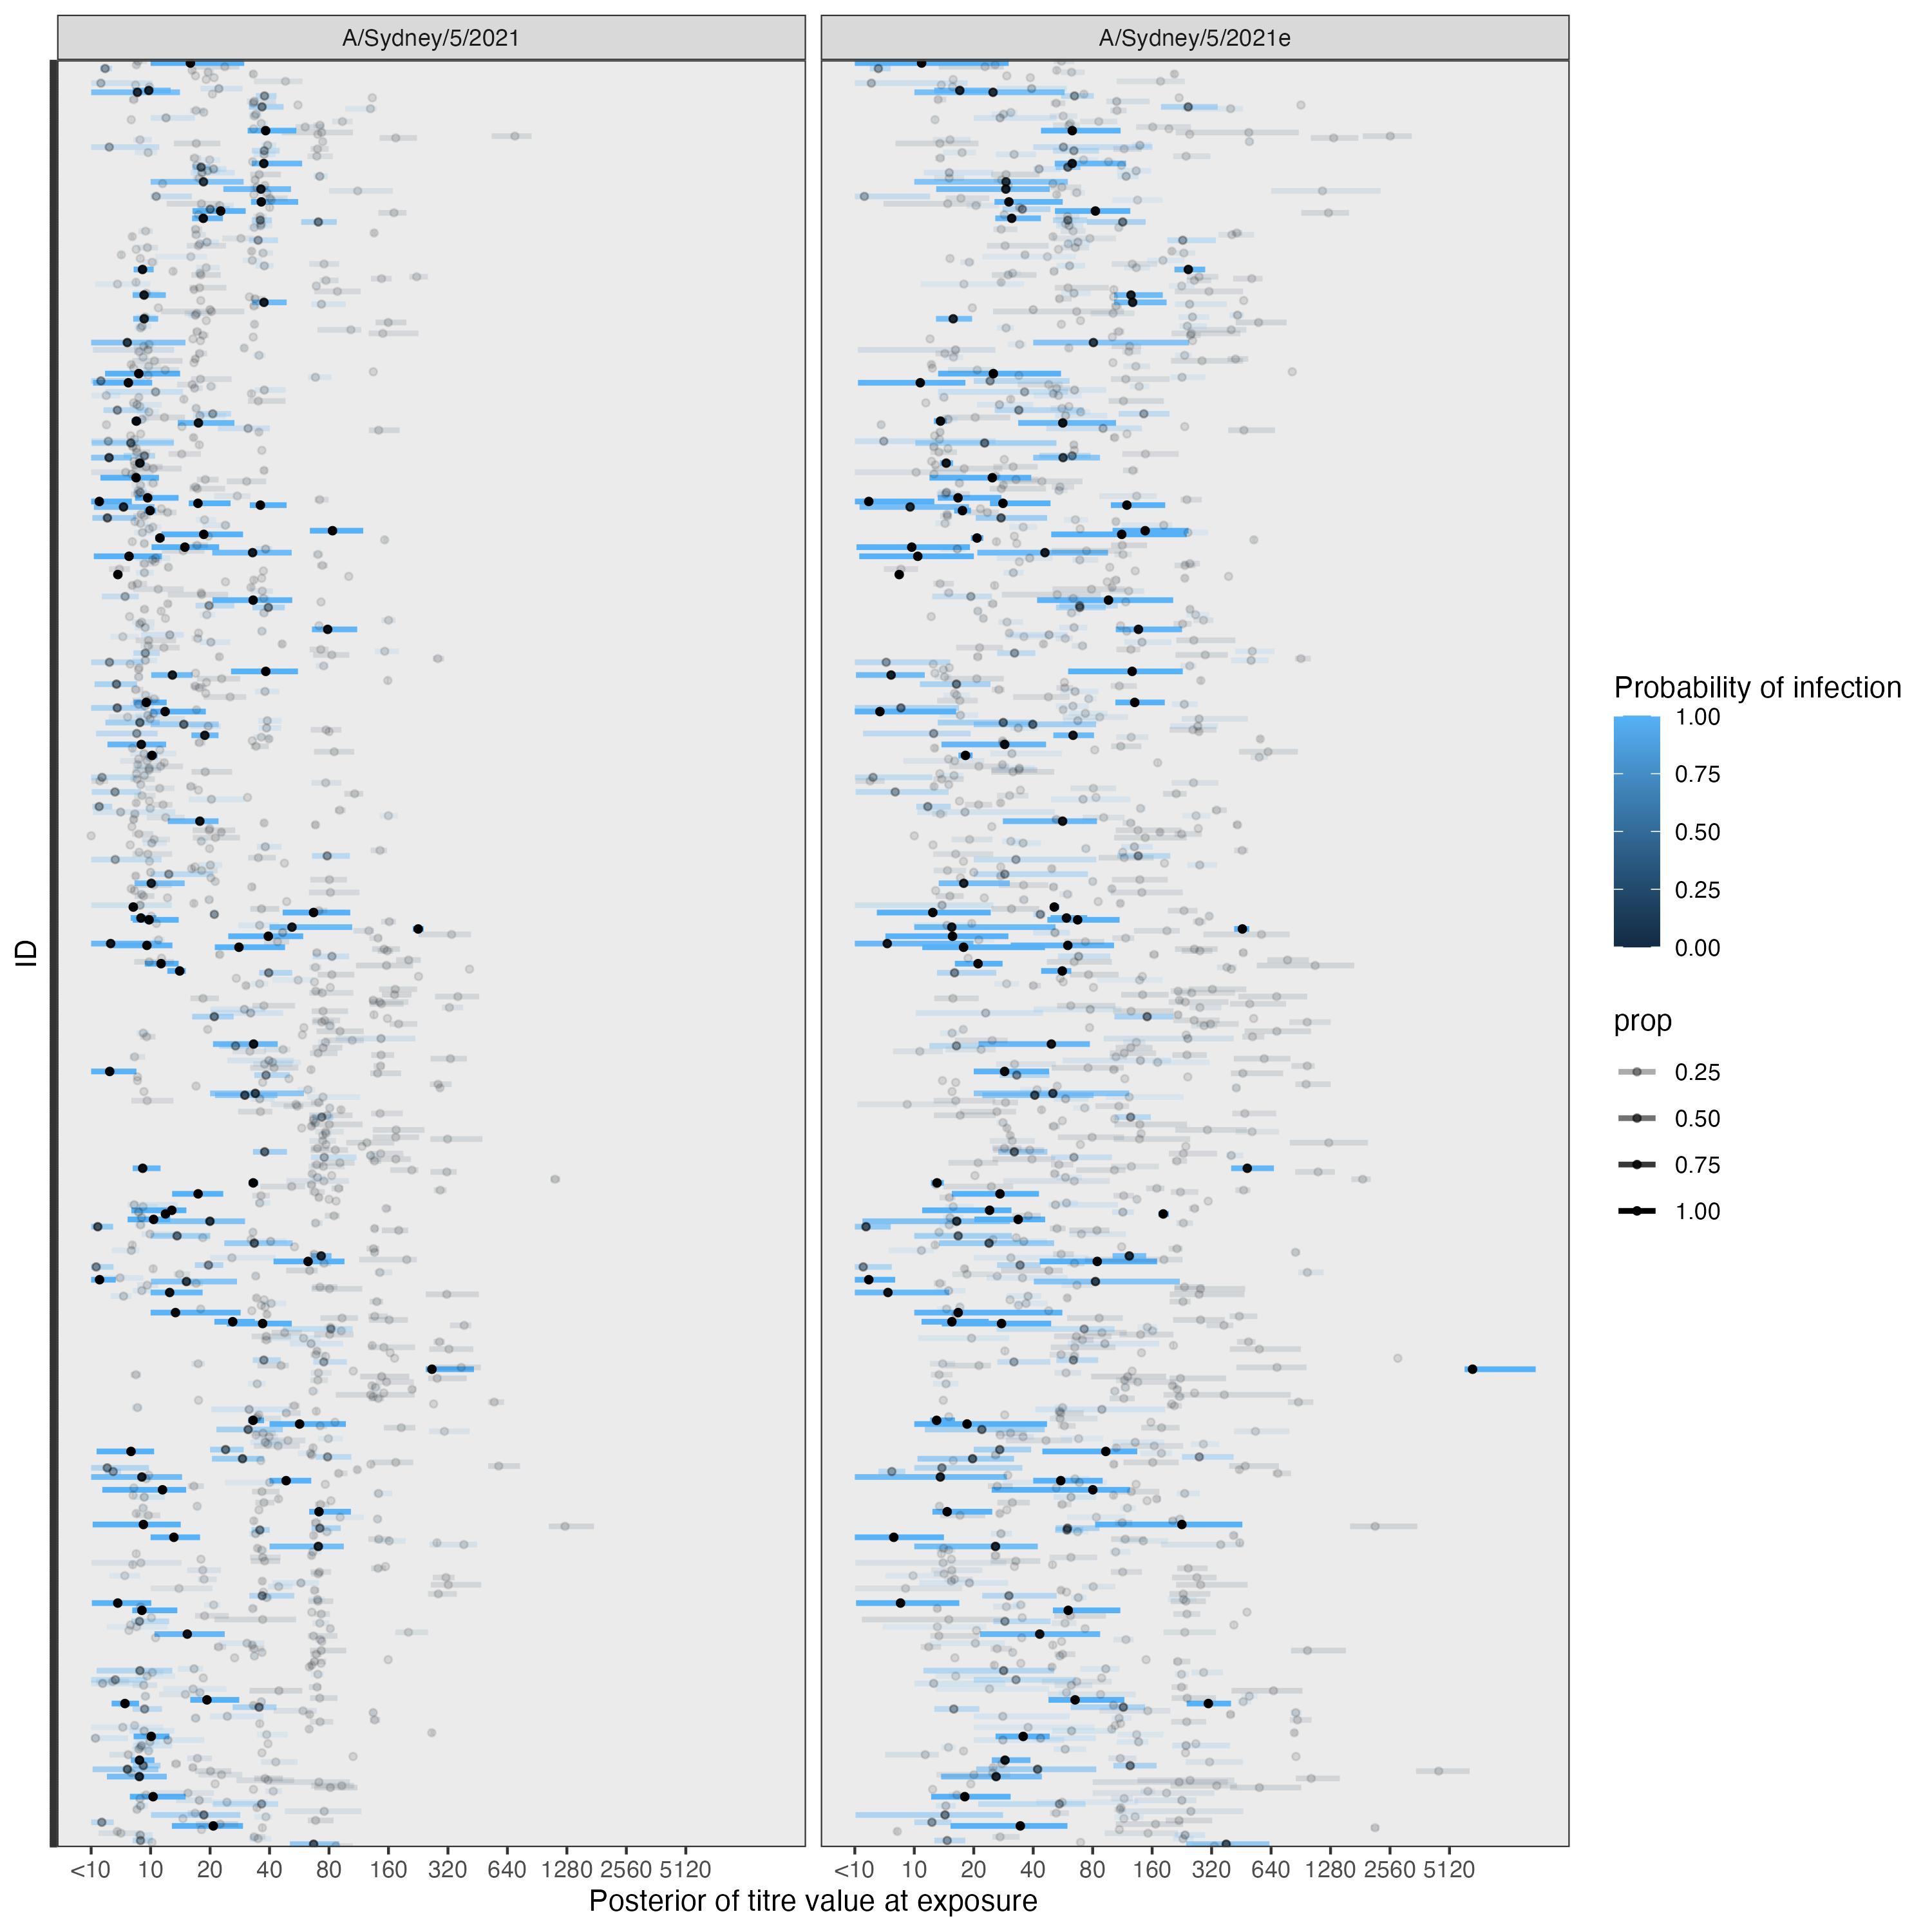 A/Sydney/5/2021
A/Sydney/5/2021e
ID
<10 10 20 40 80 160 320 640 1280 2560 5120
<10 10 20 40 80 160 320 640 1280 2560 5120
Posterior of titre value at exposure
Probability of infection
1.00
0.75
0.50
0.25
0.00
prop
0.25
0.50
0.75
1.00